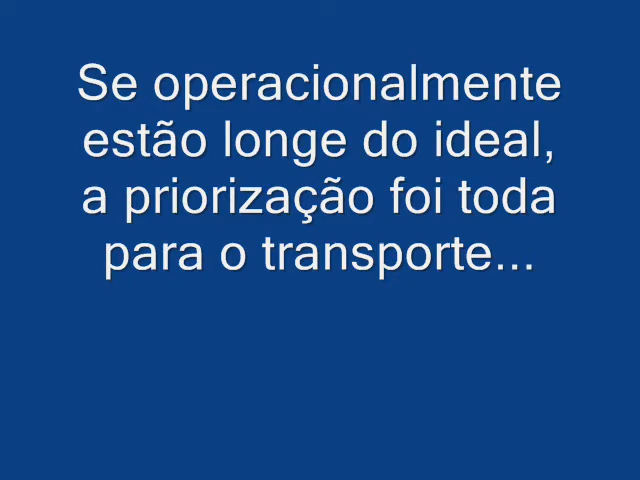 Se operacionalmente
estão longe do ideal,
a priorização foi toda
para o transporte...